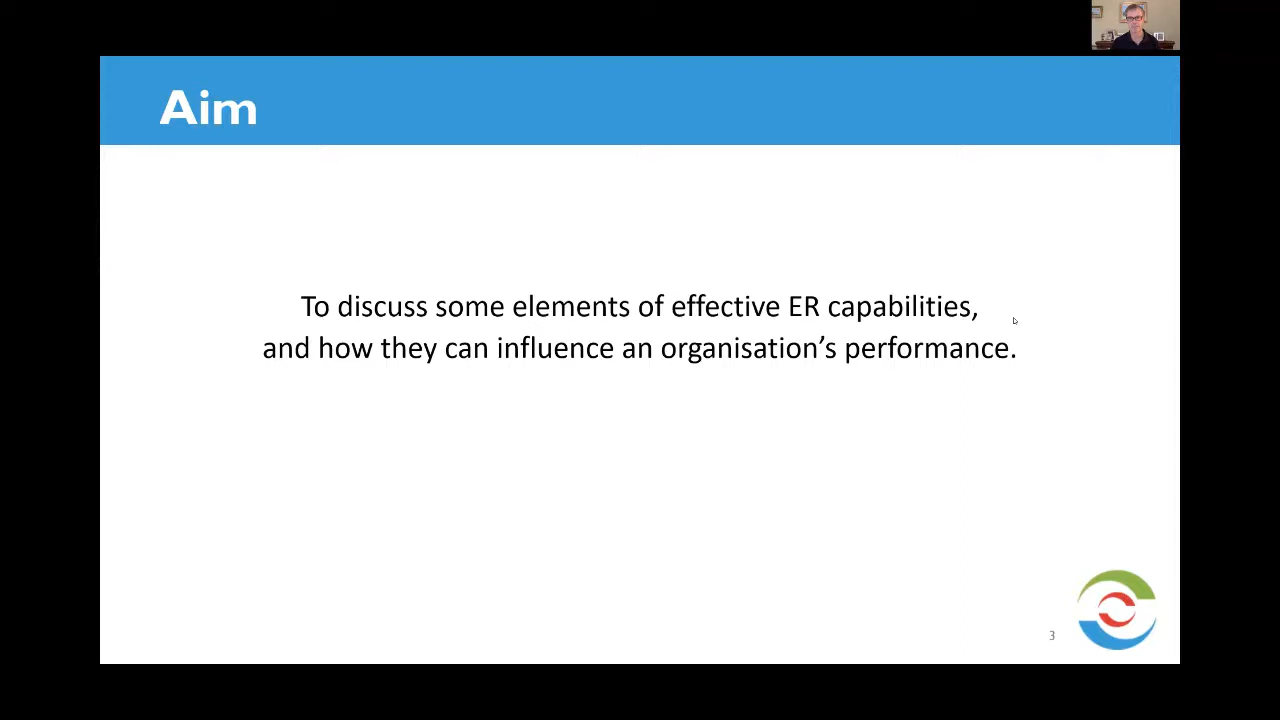 Aim
To discuss some elements of effective ER capabilities,
and how they can influence an organisation’s performance.
3